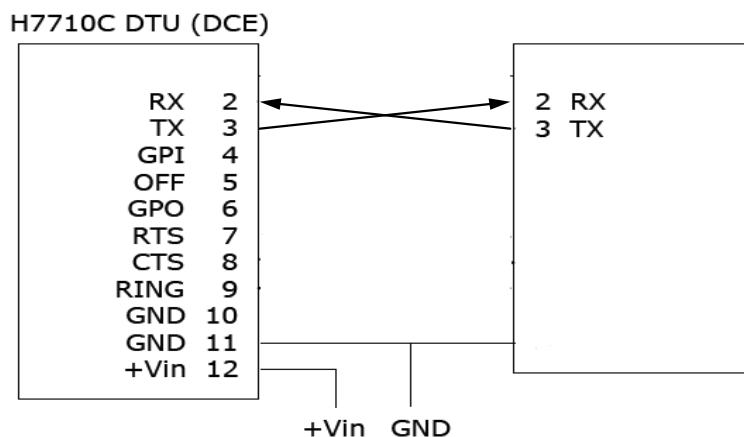 H7710C DTU (DCE)
RX 2 2 RX
TX 3 3 TX
GPI 4
OFF 5
GPO 6
RTS 7
CTS 8
RING 9
GND 10
GND 11
+Vin 12
+Vin GND